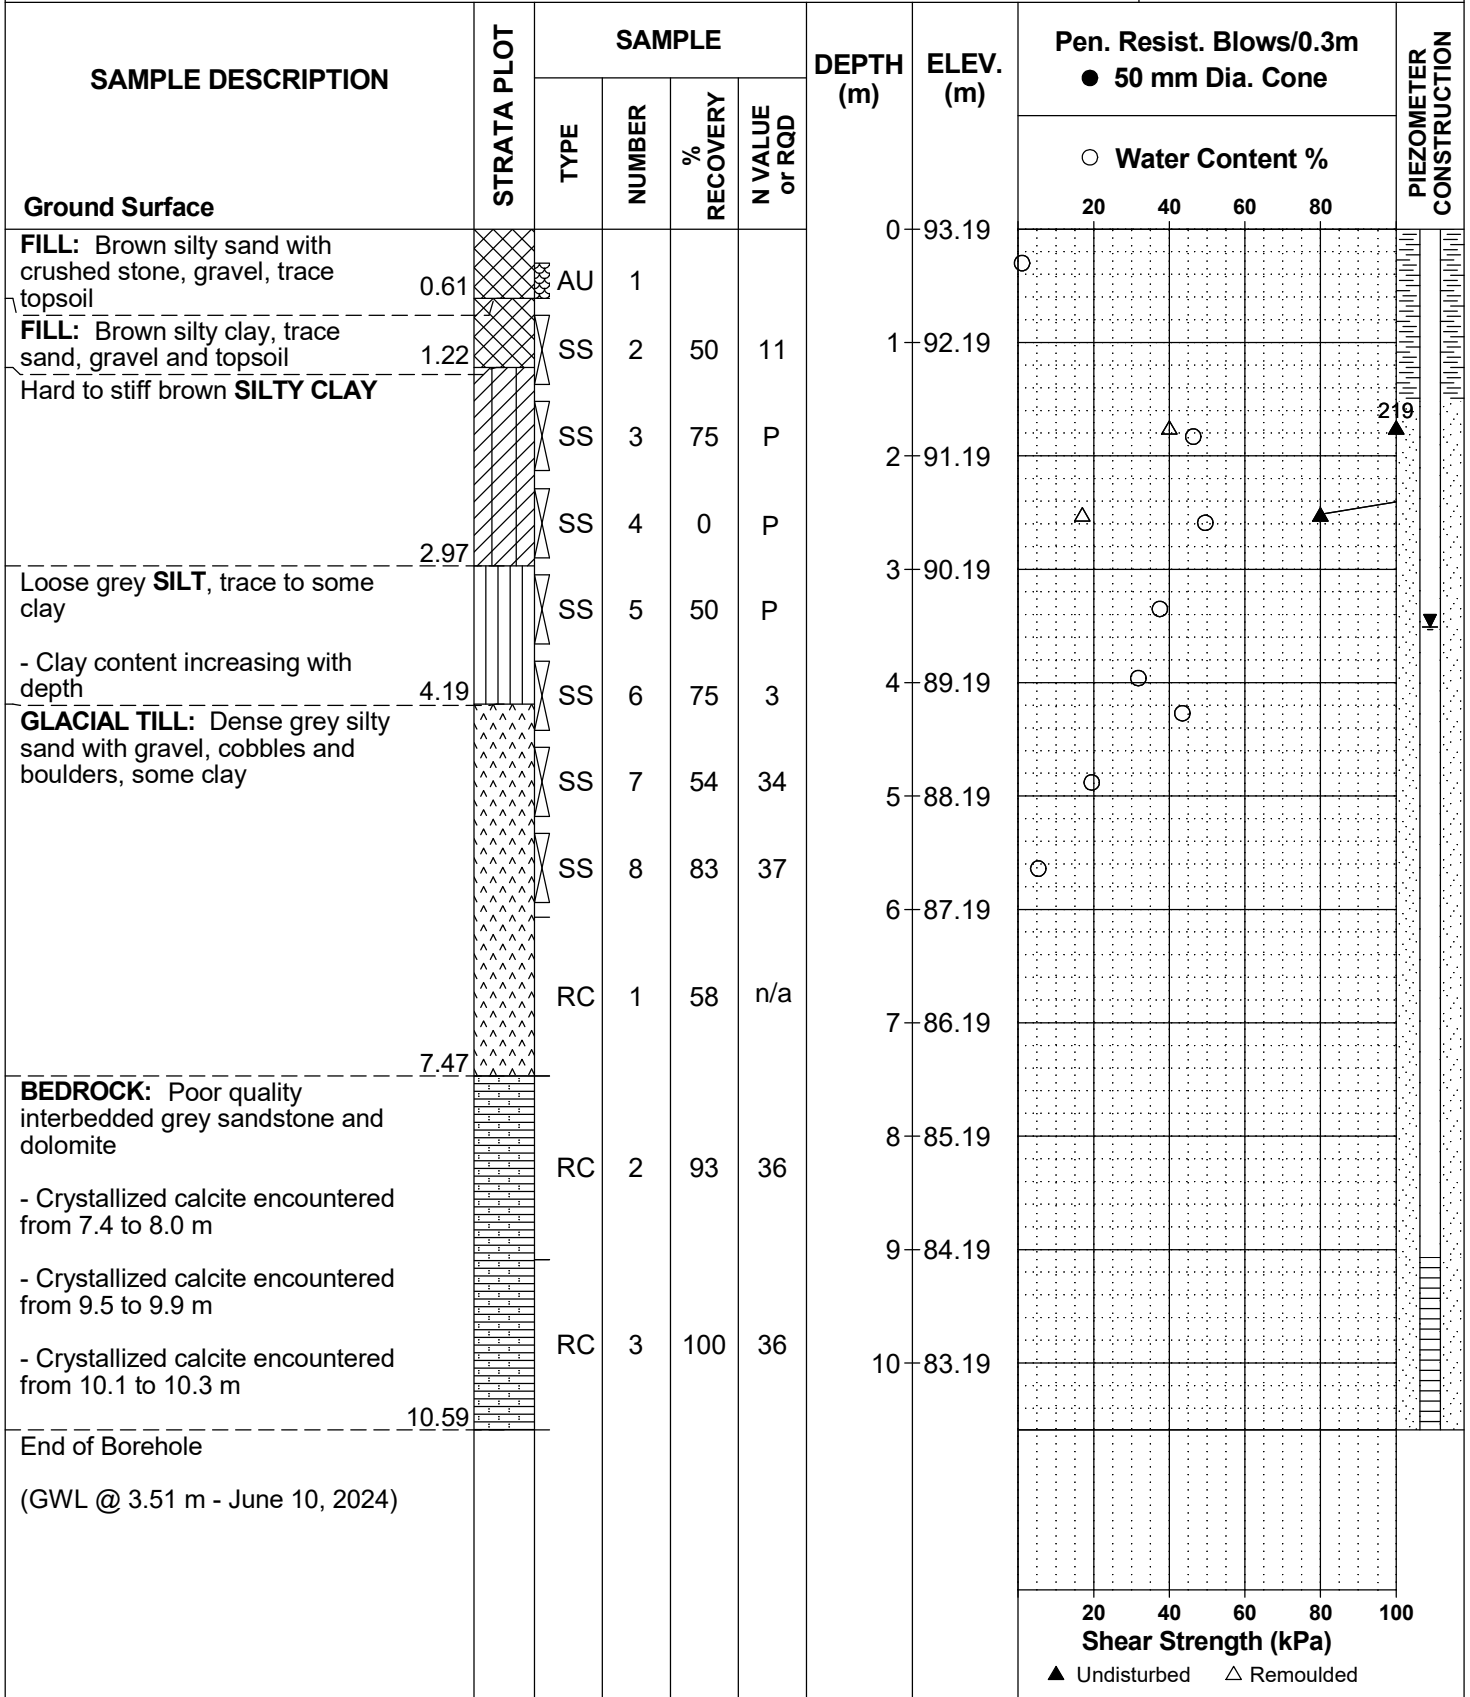 SAMPLE DESCRIPTION
STRATA PLOT
SAMPLE
TYPE
NUMBER
% RECOVERY
N VALUE or RQD
DEPTH (m)
ELEV. (m)
Pen. Resist. Blows/0.3m
● 50 mm Dia. Cone
○ Water Content %
20 40 60 80
PIEZOMETER CONSTRUCTION
Ground Surface
0 93.19
FILL: Brown silty sand with
crushed stone, gravel, trace
topsoil
0.61
AU 1
FILL: Brown silty clay, trace
sand, gravel and topsoil
1.22
SS 2 50 11
1 92.19
Hard to stiff brown SILTY CLAY
219
SS 3 75 P
2 91.19
SS 4 0 P
2.97
3 90.19
Loose grey SILT, trace to some
clay
SS 5 50 P
- Clay content increasing with
depth
4.19
SS 6 75 3
4 89.19
GLACIAL TILL: Dense grey silty
sand with gravel, cobbles and
boulders, some clay
SS 7 54 34
5 88.19
SS 8 83 37
6 87.19
RC 1 58 n/a
7 86.19
7.47
BEDROCK: Poor quality
interbedded grey sandstone and
dolomite
8 85.19
RC 2 93 36
- Crystallized calcite encountered
from 7.4 to 8.0 m
9 84.19
- Crystallized calcite encountered
from 9.5 to 9.9 m
RC 3 100 36
- Crystallized calcite encountered
from 10.1 to 10.3 m
10 83.19
10.59
End of Borehole
(GWL @ 3.51 m - June 10, 2024)
20 40 60 80 100
Shear Strength (kPa)
▲ Undisturbed △ Remoulded